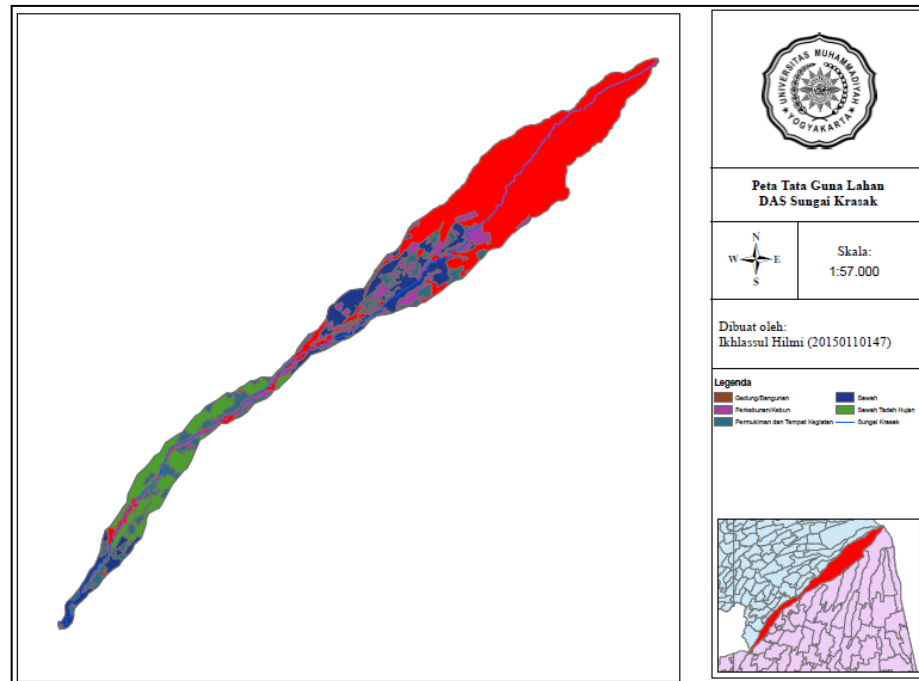 UNIVERSITAS MUHAMMADIYAH
YOGYAKARTA
Peta Tata Guna Lahan
DAS Sungai Krasak
N
W E
S
Skala:
1:57.000
Dibuat oleh:
Ikhlassul Hilmi (20150110147)
Legenda
Gedung/Bangunan
Perkebunan/Kebun
Permukiman dan Tempat Kegiatan
Sawah
Sawah Tadah Hujan
Sungai Krasak